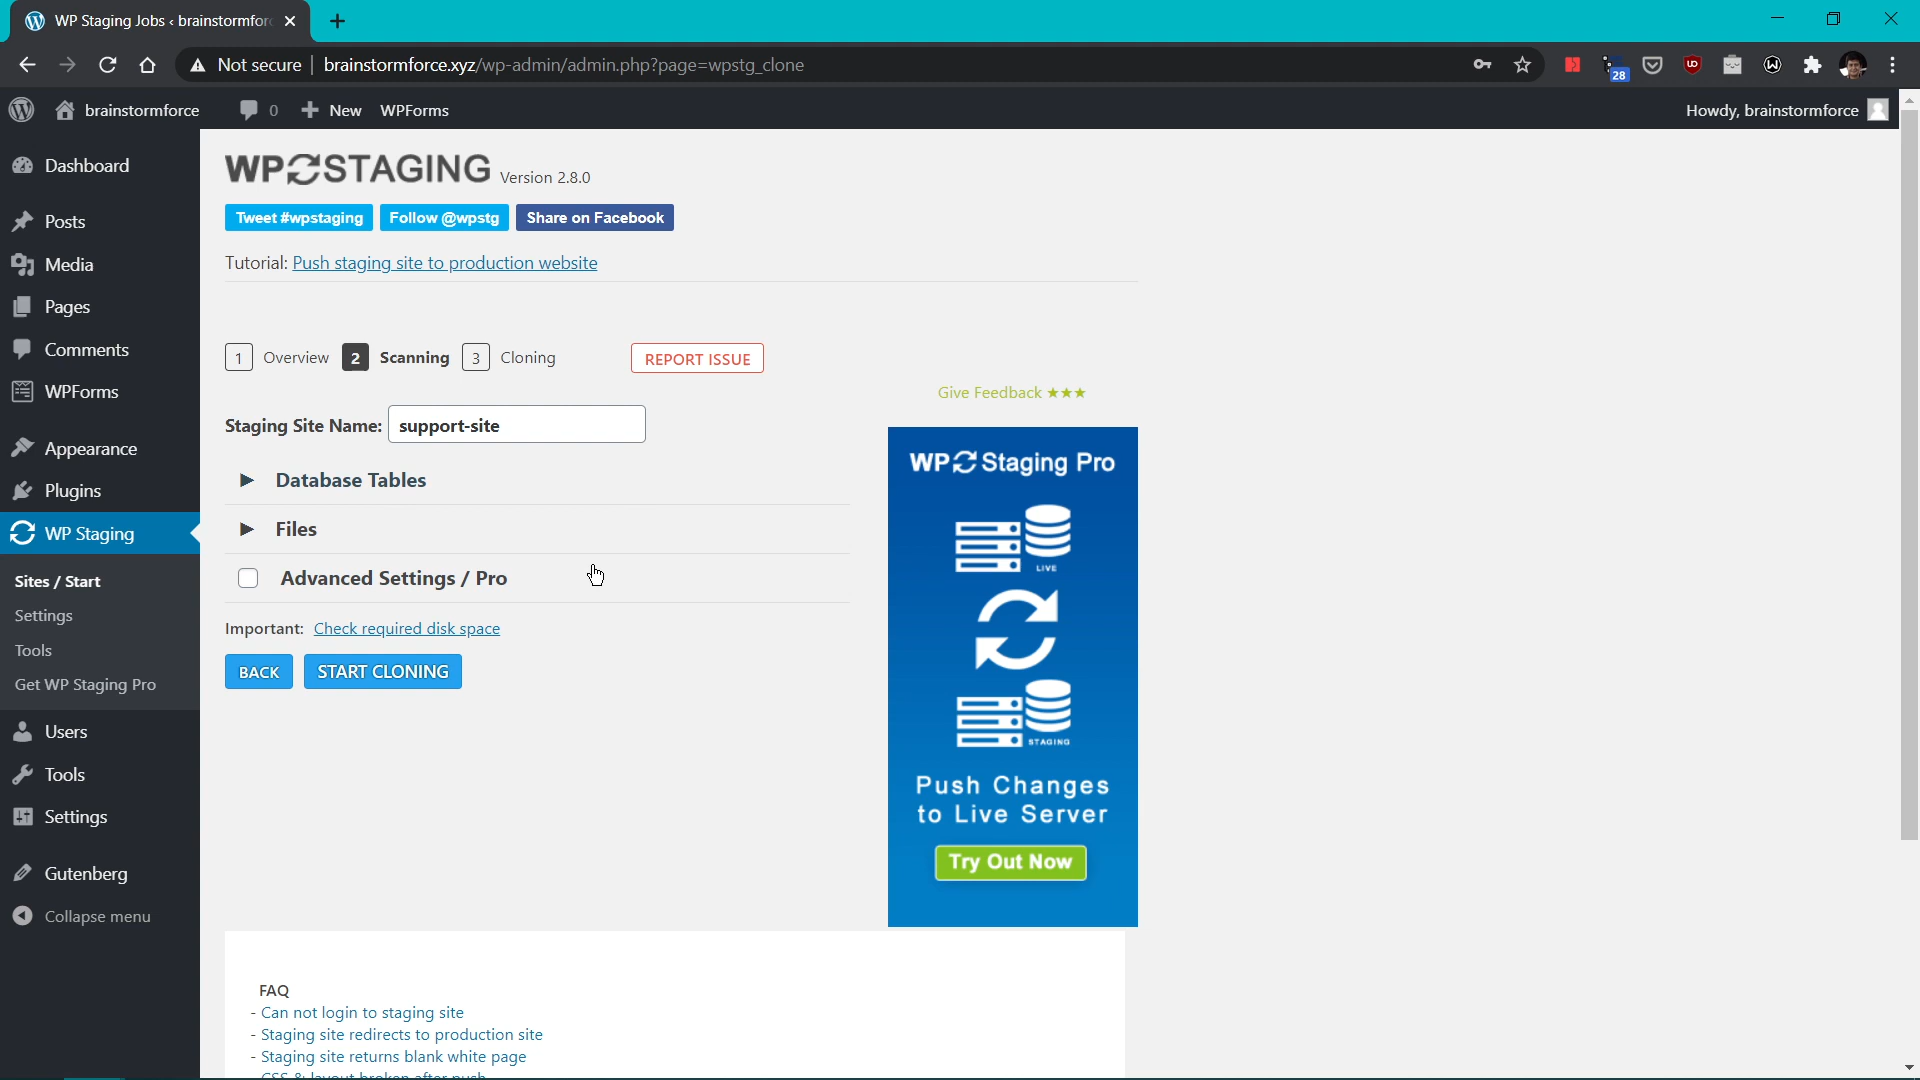 WP Staging Jobs ‹ brainstormfor
Not secure brainstormforce.xyz/wp-admin/admin.php?page=wpstg_clone
28
brainstormforce 0 New WPForms
Howdy, brainstormforce
Dashboard
Posts
Media
Pages
Comments
WPForms
Appearance
Plugins
WP Staging
Sites / Start
Settings
Tools
Get WP Staging Pro
Users
Tools
Settings
Gutenberg
Collapse menu
WP STAGING Version 2.8.0
Tweet #wpstaging Follow @wpstg Share on Facebook
Tutorial: Push staging site to production website
1 Overview 2 Scanning 3 Cloning REPORT ISSUE
Give Feedback ★★★
Staging Site Name: support-site
Database Tables
Files
Advanced Settings / Pro
Important: Check required disk space
BACK START CLONING
WP Staging Pro
LIVE
STAGING
Push Changes
to Live Server
Try Out Now
FAQ
- Can not login to staging site
- Staging site redirects to production site
- Staging site returns blank white page